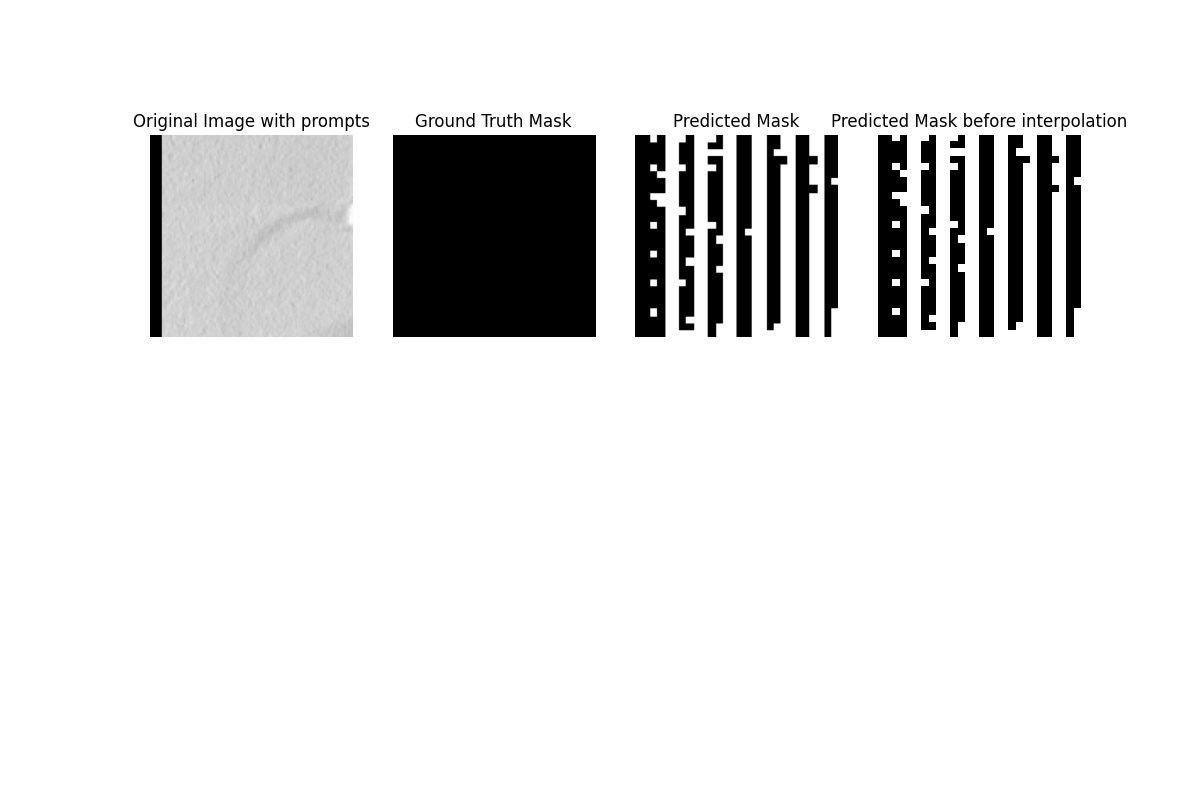 Original Image with prompts
Ground Truth Mask
Predicted Mask
Predicted Mask before interpolation